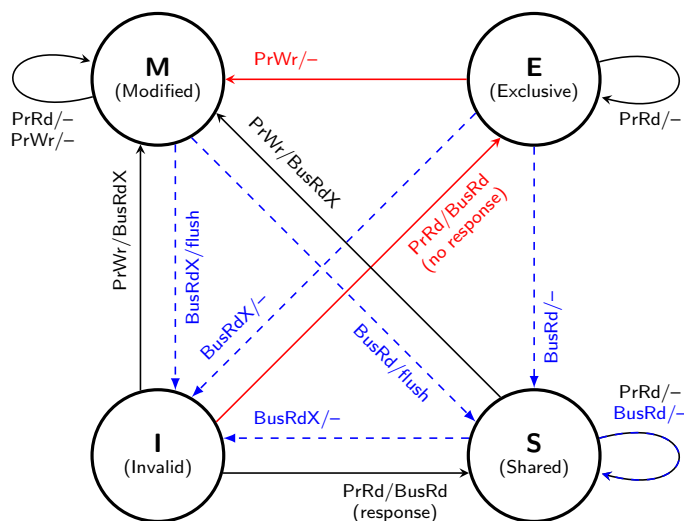 M
(Modified)
E
(Exclusive)
PrWr/–
PrRd/–
PrWr/–
PrRd/–
PrWr/BusRdX
PrWr/BusRdX
BusRdX/flush
PrRd/BusRd
(no response)
BusRdX/–
BusRd/flush
BusRd/–
PrRd/–
BusRd/–
I
(Invalid)
BusRdX/–
S
(Shared)
PrRd/BusRd
(response)